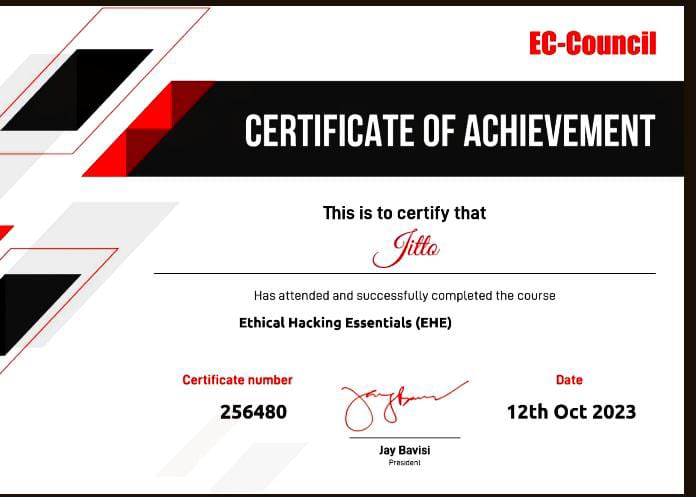 EC-Council
CERTIFICATE OF ACHIEVEMENT
This is to certify that
Jitto
Has attended and successfully completed the course
Ethical Hacking Essentials (EHE)
Certificate number
256480
Date
12th Oct 2023
Jay Bavisi
President